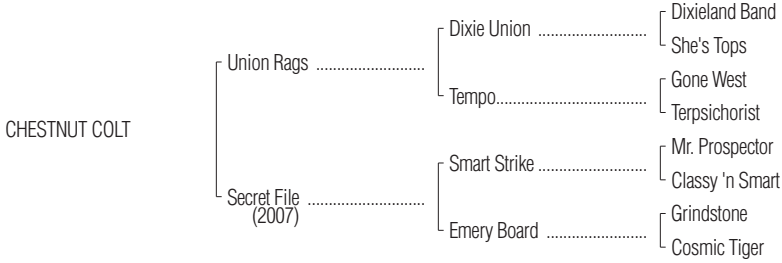 Dixieland Band
Dixie Union ..........................
She's Tops
Union Rags ..........................
Gone West
Tempo....................................
Terpsichorist
CHESTNUT COLT
Mr. Prospector
Smart Strike ..........................
Classy 'n Smart
Secret File ............................
(2007)
Grindstone
Emery Board ........................
Cosmic Tiger